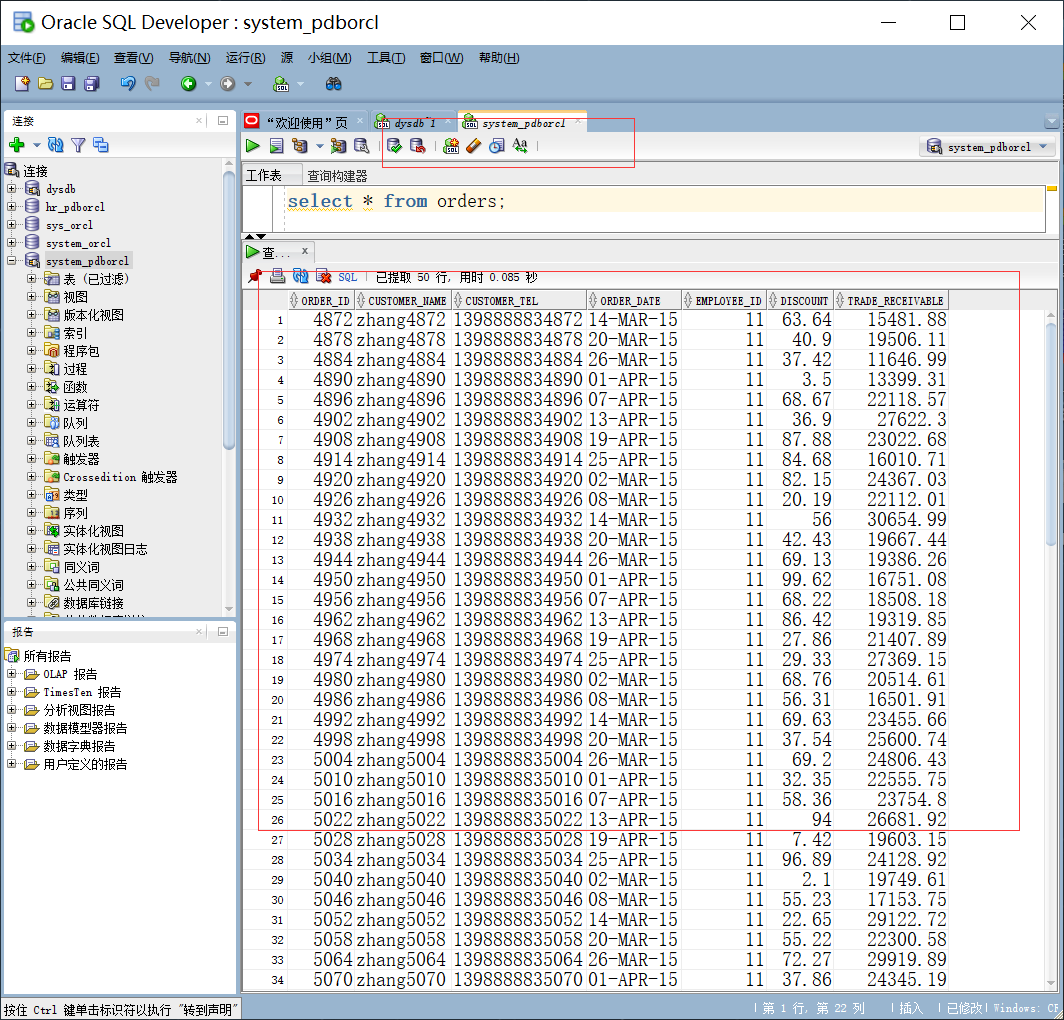 Oracle SQL Developer : system_pdborcl
文件(F) 编辑(E) 查看(V) 导航(N) 运行(R) 源 小组(M) 工具(T) 窗口(W) 帮助(H)
连接
连接
dysdb
hr_pdborcl
sys_orcl
system_orcl
system_pdborcl
表 (已过滤)
视图
版本化视图
索引
程序包
过程
函数
运算符
队列
队列表
触发器
Crossedition 触发器
类型
序列
实体化视图
实体化视图日志
同义词
公共同义词
数据库链接
报告
所有报告
OLAP 报告
TimesTen 报告
分析视图报告
数据模型器报告
数据字典报告
用户定义的报告
“欢迎使用”页 dysdb~1 system_pdborcl
system_pdborcl
工作表 查询构建器
select * from orders;
查...
SQL 已提取 50 行, 用时 0.085 秒
ORDER_ID CUSTOMER_NAME CUSTOMER_TEL ORDER_DATE EMPLOYEE_ID DISCOUNT TRADE_RECEIVABLE
1 4872 zhang4872 1398888834872 14-MAR-15 11 63.64 15481.88
2 4878 zhang4878 1398888834878 20-MAR-15 11 40.9 19506.11
3 4884 zhang4884 1398888834884 26-MAR-15 11 37.42 11646.99
4 4890 zhang4890 1398888834890 01-APR-15 11 3.5 13399.31
5 4896 zhang4896 1398888834896 07-APR-15 11 68.67 22118.57
6 4902 zhang4902 1398888834902 13-APR-15 11 36.9 27622.3
7 4908 zhang4908 1398888834908 19-APR-15 11 87.88 23022.68
8 4914 zhang4914 1398888834914 25-APR-15 11 84.68 16010.71
9 4920 zhang4920 1398888834920 02-MAR-15 11 82.15 24367.03
10 4926 zhang4926 1398888834926 08-MAR-15 11 20.19 22112.01
11 4932 zhang4932 1398888834932 14-MAR-15 11 56 30654.99
12 4938 zhang4938 1398888834938 20-MAR-15 11 42.43 19667.44
13 4944 zhang4944 1398888834944 26-MAR-15 11 69.13 19386.26
14 4950 zhang4950 1398888834950 01-APR-15 11 99.62 16751.08
15 4956 zhang4956 1398888834956 07-APR-15 11 68.22 18508.18
16 4962 zhang4962 1398888834962 13-APR-15 11 86.42 19319.85
17 4968 zhang4968 1398888834968 19-APR-15 11 27.86 21407.89
18 4974 zhang4974 1398888834974 25-APR-15 11 29.33 27369.15
19 4980 zhang4980 1398888834980 02-MAR-15 11 68.76 20514.61
20 4986 zhang4986 1398888834986 08-MAR-15 11 56.31 16501.91
21 4992 zhang4992 1398888834992 14-MAR-15 11 69.63 23455.66
22 4998 zhang4998 1398888834998 20-MAR-15 11 37.54 25600.74
23 5004 zhang5004 1398888835004 26-MAR-15 11 69.2 24806.43
24 5010 zhang5010 1398888835010 01-APR-15 11 32.35 22555.75
25 5016 zhang5016 1398888835016 07-APR-15 11 58.36 23754.8
26 5022 zhang5022 1398888835022 13-APR-15 11 94 26681.92
27 5028 zhang5028 1398888835028 19-APR-15 11 7.42 19603.15
28 5034 zhang5034 1398888835034 25-APR-15 11 96.89 24128.92
29 5040 zhang5040 1398888835040 02-MAR-15 11 2.1 19749.61
30 5046 zhang5046 1398888835046 08-MAR-15 11 55.23 17153.75
31 5052 zhang5052 1398888835052 14-MAR-15 11 22.65 29122.72
32 5058 zhang5058 1398888835058 20-MAR-15 11 55.22 22300.58
33 5064 zhang5064 1398888835064 26-MAR-15 11 72.27 29919.89
34 5070 zhang5070 1398888835070 01-APR-15 11 37.86 24345.19
按住 Ctrl 键单击标识符以执行 "转到声明" 第 1 行, 第 22 列 插入 已修改 Windows: